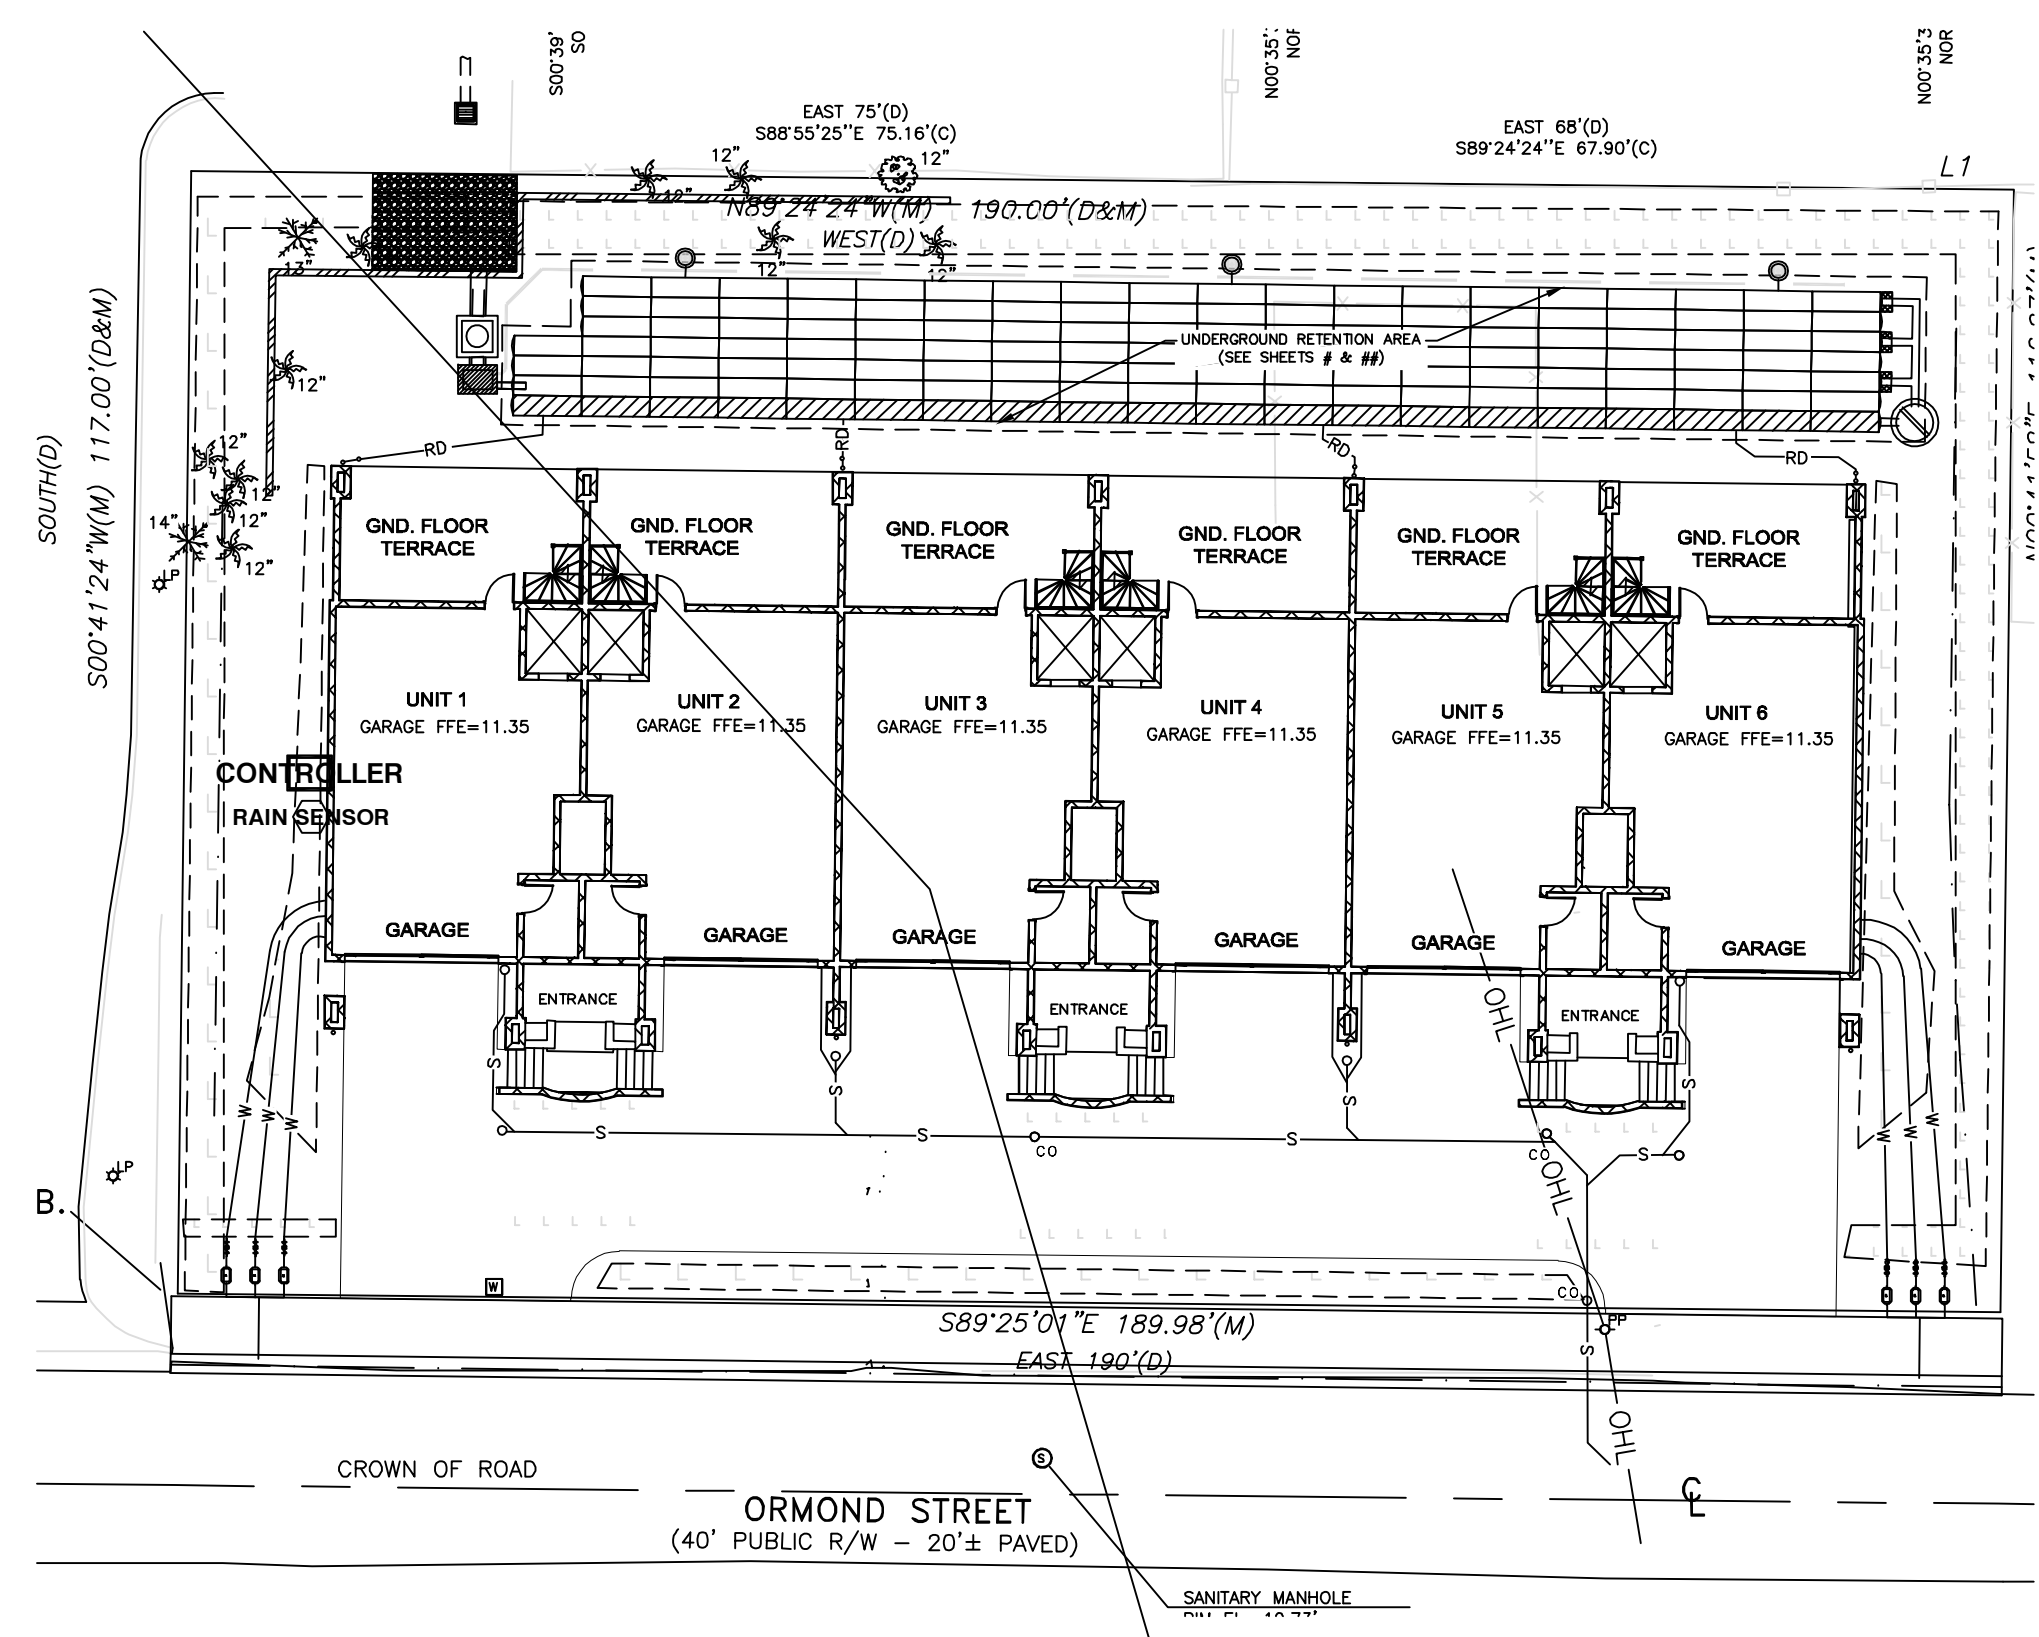 S00°39'
SO
N00°35':
NOR
N00°35'3
NOR
EAST 75'(D)
S88°55'25"E 75.16'(C)
EAST 68'(D)
S89°24'24"E 67.90'(C)
L1
12"
12"
12"
N89°24'24"W(M) 190.00'(D&M)
WEST(D)
13"
12"
12"
UNDERGROUND RETENTION AREA
(SEE SHEETS # & ##)
12"
SOUTH(D)
S00°41'24"W(M) 117.00'(D&M)
RD
RD
RD
RD
12"
12"
12"
14"
12"
LP
GND. FLOOR
TERRACE
GND. FLOOR
TERRACE
GND. FLOOR
TERRACE
GND. FLOOR
TERRACE
GND. FLOOR
TERRACE
GND. FLOOR
TERRACE
UNIT 1
GARAGE FFE=11.35
UNIT 2
GARAGE FFE=11.35
UNIT 3
GARAGE FFE=11.35
UNIT 4
GARAGE FFE=11.35
UNIT 5
GARAGE FFE=11.35
UNIT 6
GARAGE FFE=11.35
CONTROLLER
RAIN SENSOR
GARAGE
GARAGE
GARAGE
GARAGE
GARAGE
GARAGE
ENTRANCE
ENTRANCE
ENTRANCE
OHL
S
S
S
S
W
W
W
W
W
W
S
S
S
S
CO
CO
OHL
LP
B.
W
CO
S89°25'01"E 189.98'(M)
PP
EAST 190'(D)
S
OHL
CROWN OF ROAD
S
CL
ORMOND STREET
(40' PUBLIC R/W - 20'± PAVED)
SANITARY MANHOLE